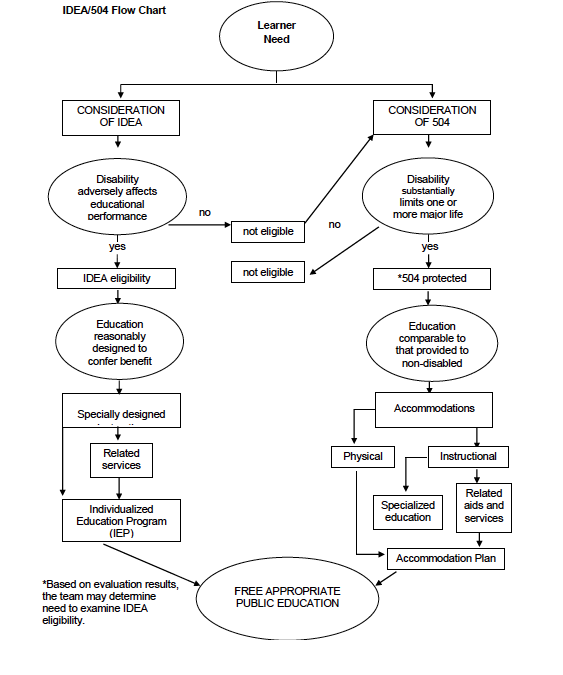 IDEA/504 Flow Chart
Learner
Need
CONSIDERATION
OF IDEA
CONSIDERATION
OF 504
Disability
adversely affects
educational
performance
Disability
substantially
limits one or
more major life
no
not eligible
no
yes
yes
not eligible
IDEA eligibility
*504 protected
Education
reasonably
designed to
confer benefit
Education
comparable to
that provided to
non-disabled
Specially designed
Accommodations
Related
services
Physical
Instructional
Specialized
education
Related
aids and
services
Individualized
Education Program
(IEP)
Accommodation Plan
*Based on evaluation results,
the team may determine
need to examine IDEA
eligibility.
FREE APPROPRIATE
PUBLIC EDUCATION